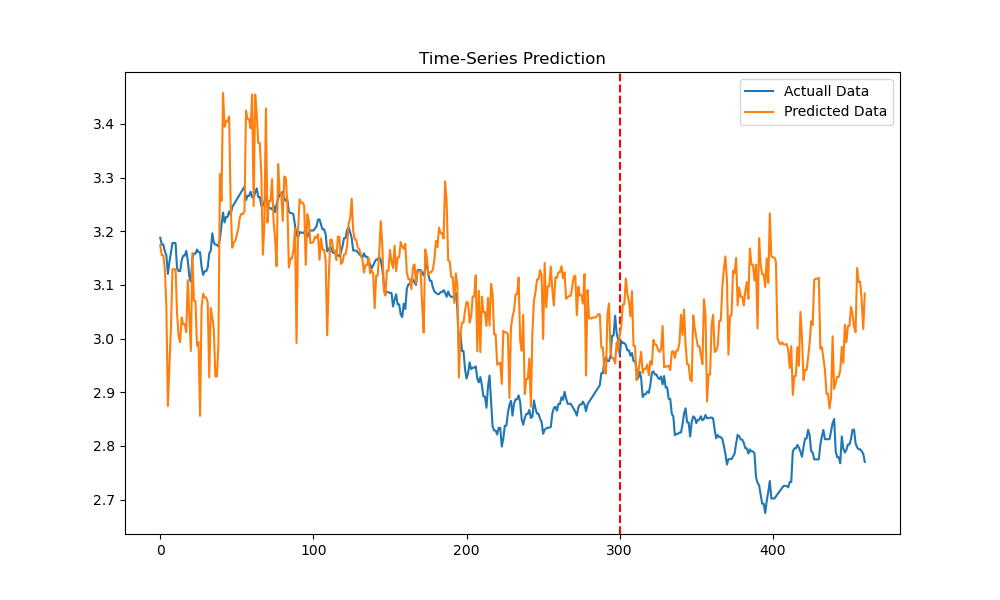 Time-Series Prediction
Actuall Data
Predicted Data
3.4
3.3
3.2
3.1
3.0
2.9
2.8
2.7
0 100 200 300 400